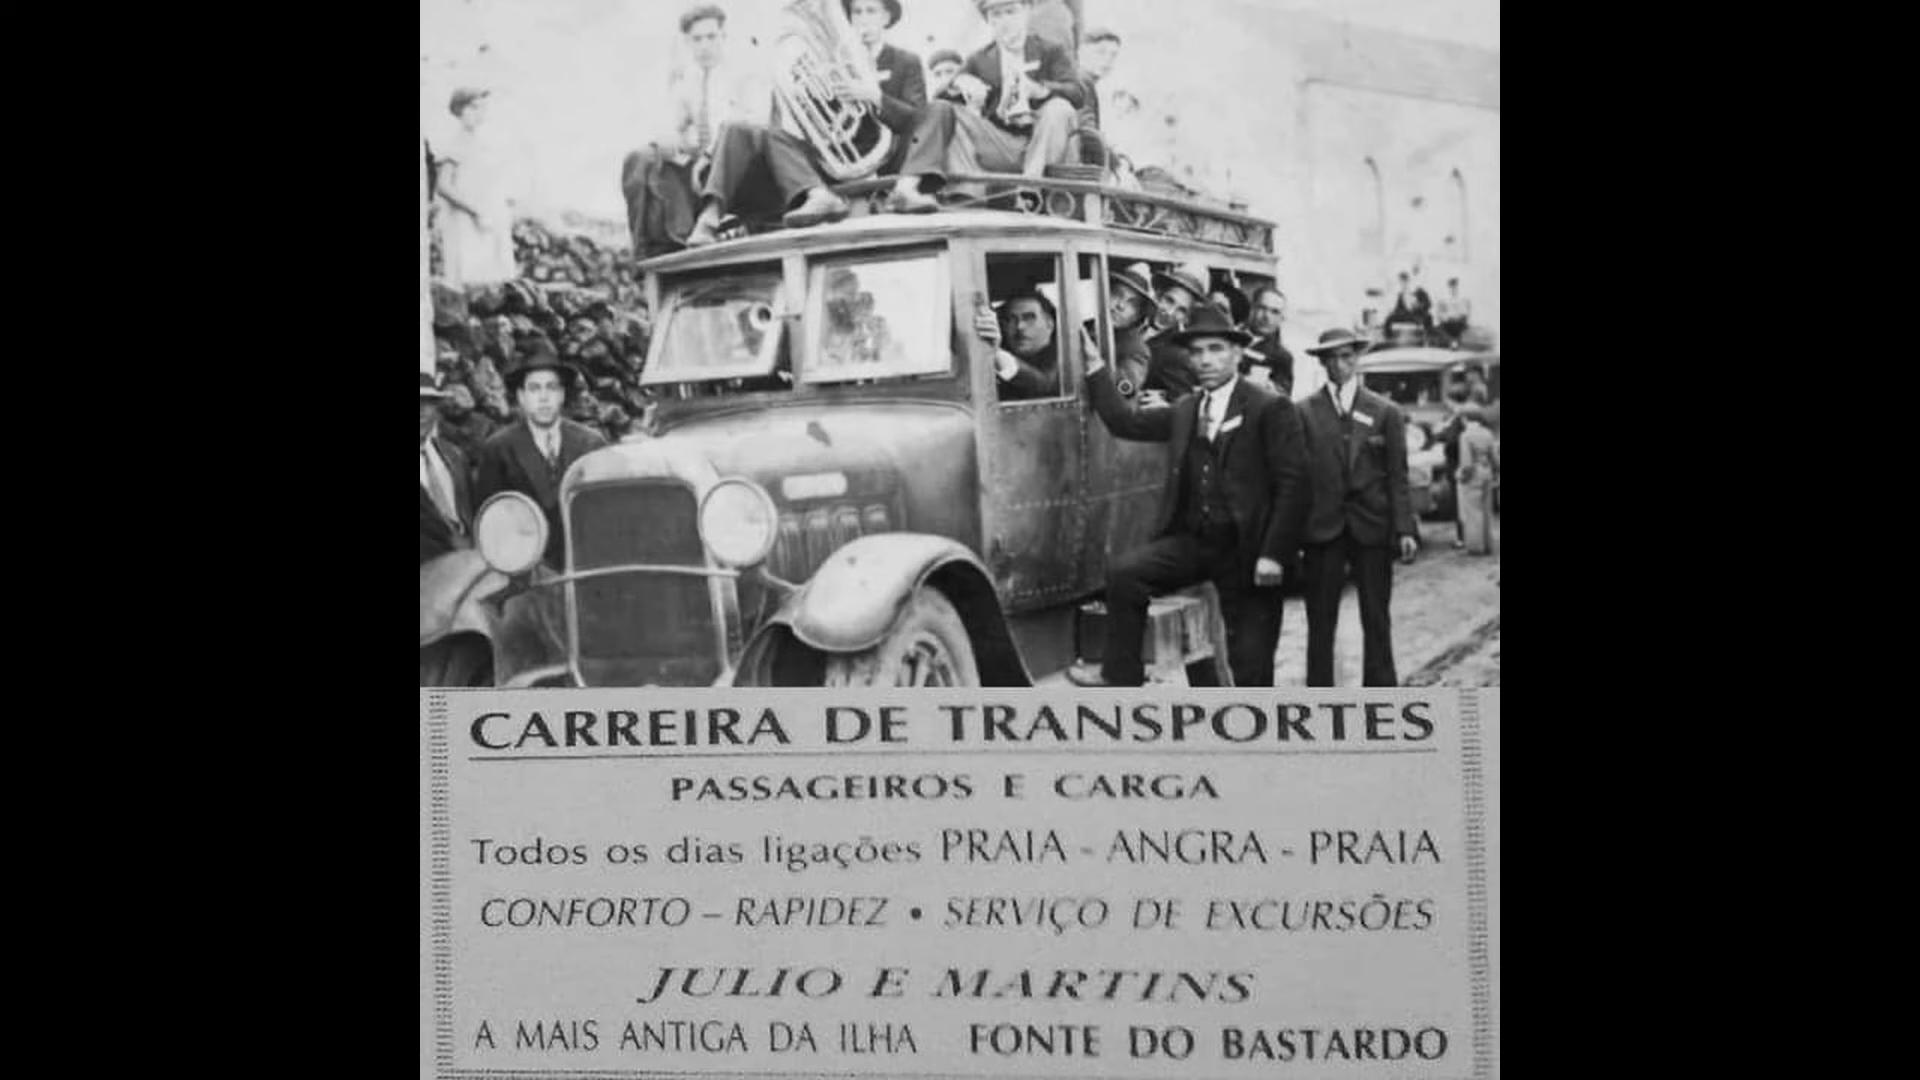 CARREIRA DE TRANSPORTES
PASSAGEIROS E CARGA
Todos os dias ligações PRAIA - ANGRA - PRAIA
CONFORTO – RAPIDEZ • SERVIÇO DE EXCURSÕES
JULIO E MARTINS
A MAIS ANTIGA DA ILHA FONTE DO BASTARDO